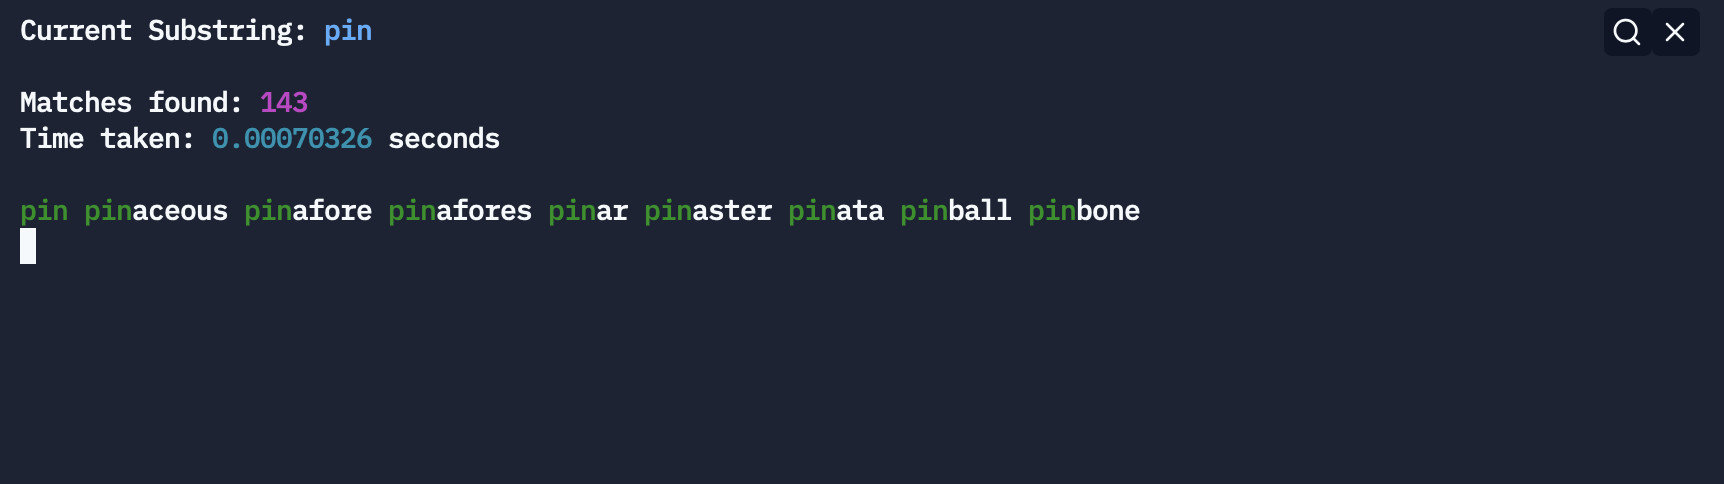 Current Substring: pin
Matches found: 143
Time taken: 0.00070326 seconds
pin pinaceous pinafore pinafores pinar pinaster pinata pinball pinbone